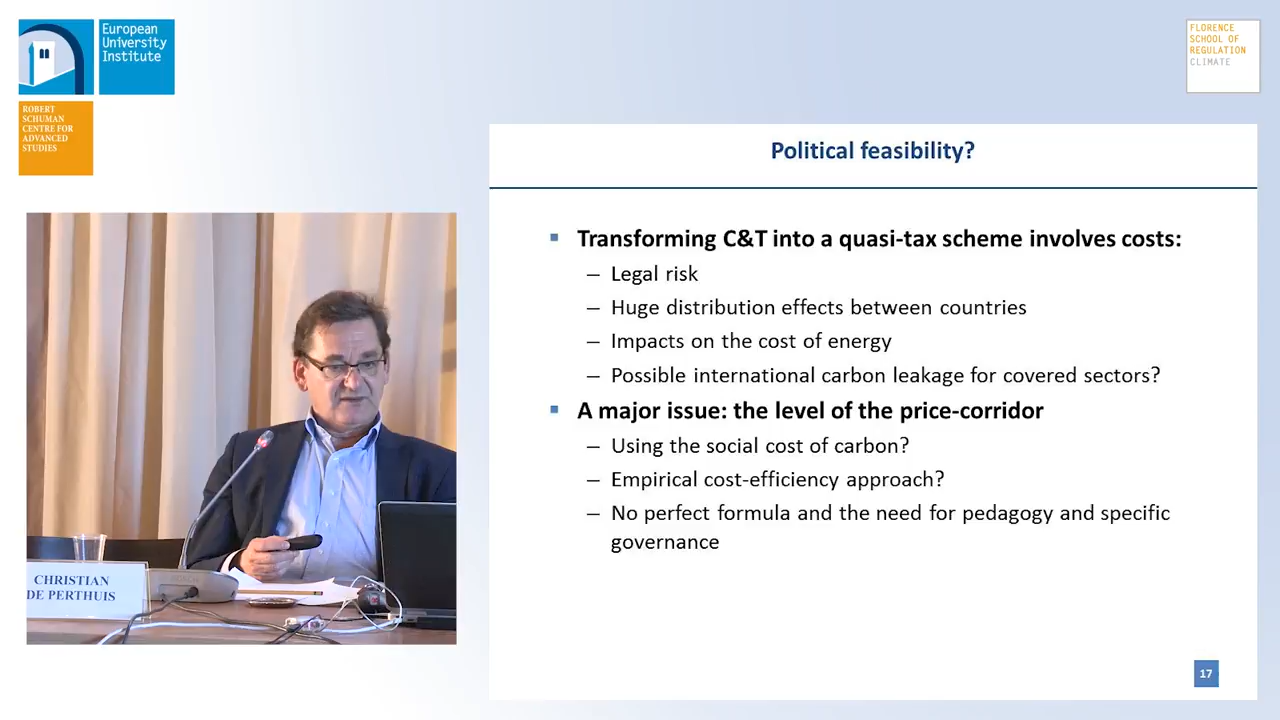 European
University
Institute
ROBERT
SCHUMAN
CENTRE FOR
ADVANCED
STUDIES
FLORENCE
SCHOOL OF
REGULATION
CLIMATE
Political feasibility?
Transforming C&T into a quasi-tax scheme involves costs:
– Legal risk
– Huge distribution effects between countries
– Impacts on the cost of energy
– Possible international carbon leakage for covered sectors?
A major issue: the level of the price-corridor
– Using the social cost of carbon?
– Empirical cost-efficiency approach?
– No perfect formula and the need for pedagogy and specific
governance
17
CHRISTIAN
DE PERTHUIS